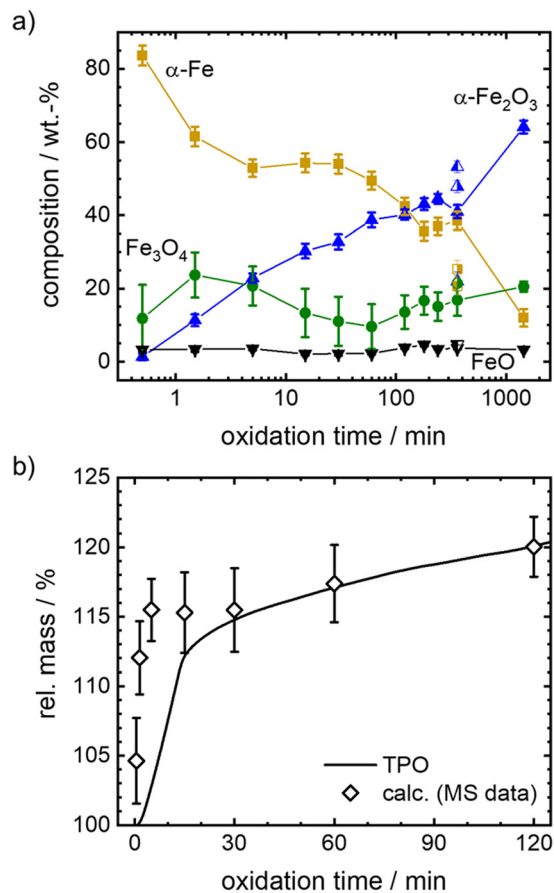 a)
80
60
40
20
0
composition / wt.-%
α-Fe
α-Fe₂O₃
Fe₃O₄
FeO
1
10
100
1000
oxidation time / min
b)
125
120
115
110
105
100
rel. mass / %
TPO
calc. (MS data)
0
30
60
90
120
oxidation time / min